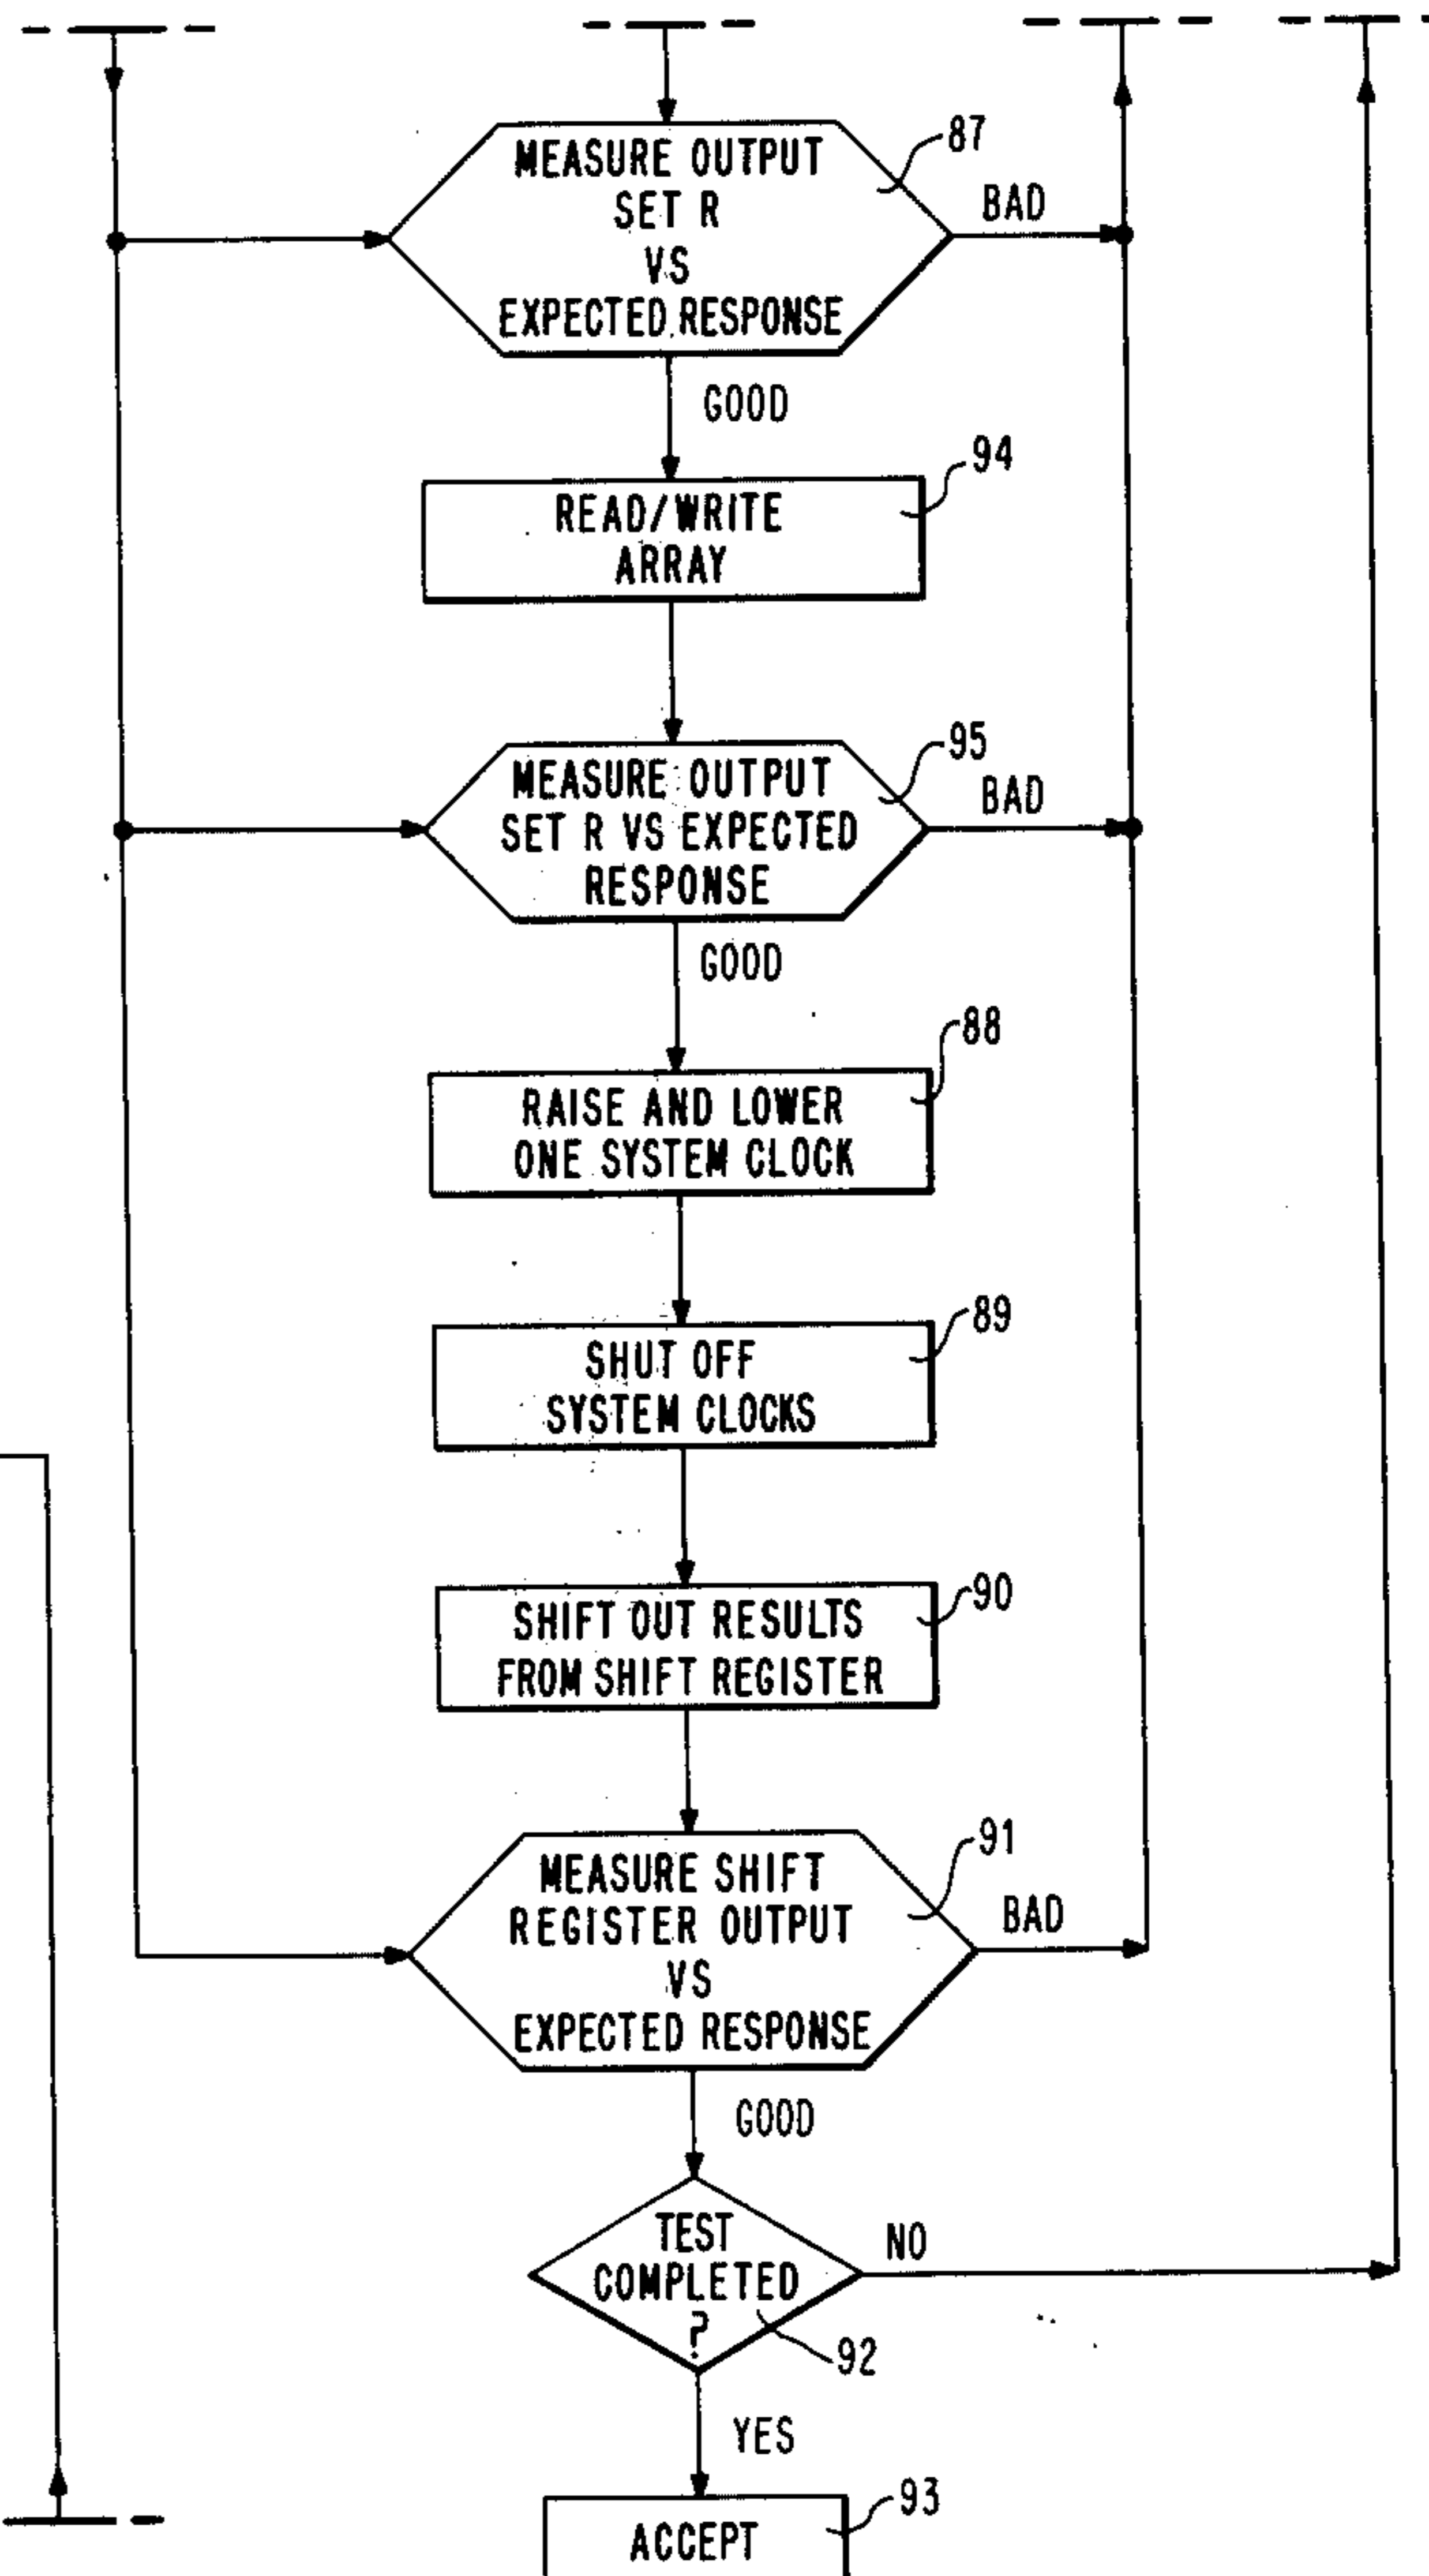 87
MEASURE OUTPUT
SET R
VS
EXPECTED RESPONSE
BAD
GOOD
94
READ/WRITE
ARRAY
95
MEASURE OUTPUT
SET R VS EXPECTED
RESPONSE
BAD
GOOD
88
RAISE AND LOWER
ONE SYSTEM CLOCK
89
SHUT OFF
SYSTEM CLOCKS
90
SHIFT OUT RESULTS
FROM SHIFT REGISTER
91
MEASURE SHIFT
REGISTER OUTPUT
VS
EXPECTED RESPONSE
BAD
GOOD
TEST
COMPLETED
?
NO
92
YES
93
ACCEPT